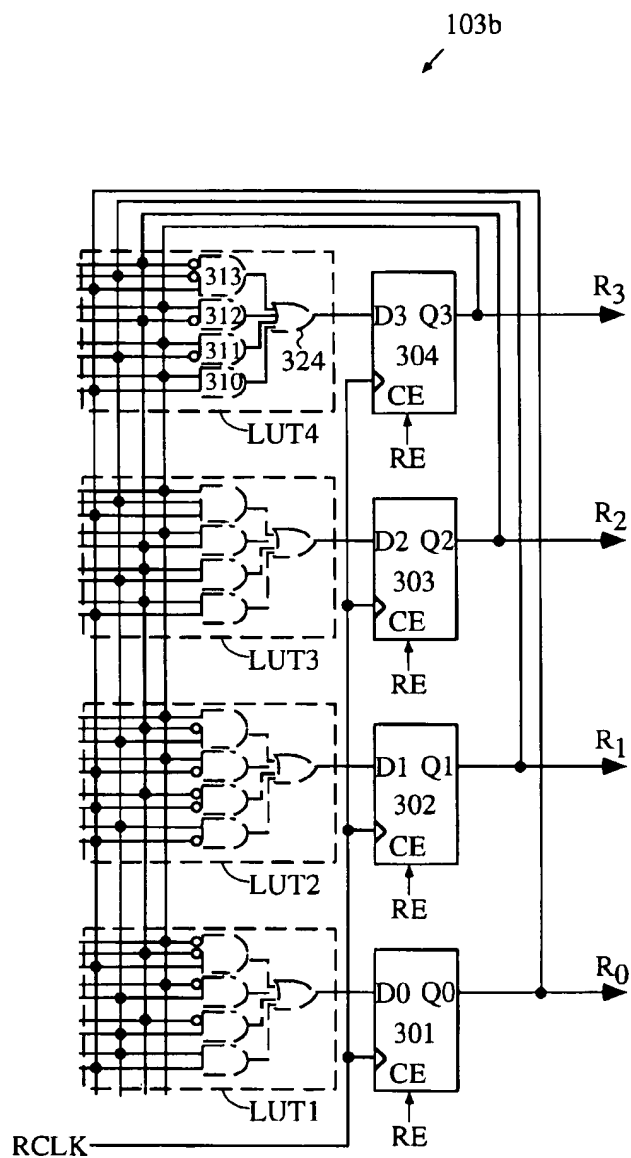 103b
313
312
311
310
324
LUT4
D3 Q3
304
CE
RE
R3
LUT3
D2 Q2
303
CE
RE
R2
LUT2
D1 Q1
302
CE
RE
R1
LUT1
D0 Q0
301
CE
RE
R0
RCLK